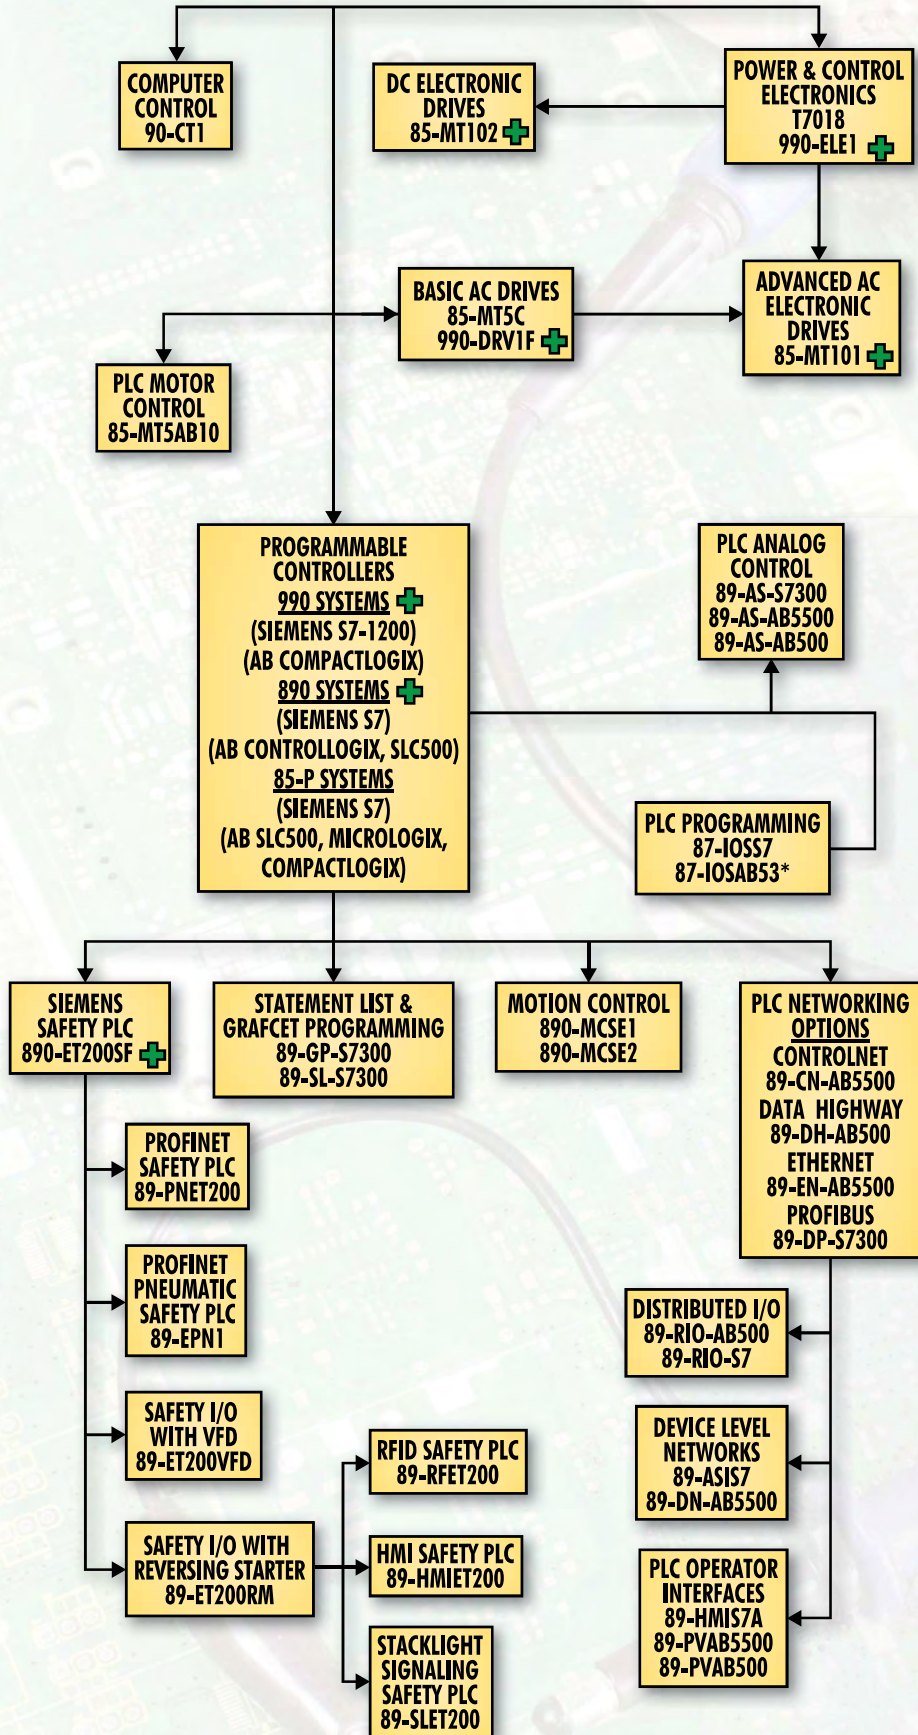 COMPUTER
CONTROL
90-CT1
DC ELECTRONIC
DRIVES
85-MT102
POWER & CONTROL
ELECTRONICS
T7018
990-ELE1
BASIC AC DRIVES
85-MT5C
990-DRV1F
ADVANCED AC
ELECTRONIC
DRIVES
85-MT101
PLC MOTOR
CONTROL
85-MT5AB10
PROGRAMMABLE
CONTROLLERS
990 SYSTEMS
(SIEMENS S7-1200)
(AB COMPACTLOGIX)
890 SYSTEMS
(SIEMENS S7)
(AB CONTROLLOGIX, SLC500)
85-P SYSTEMS
(SIEMENS S7)
(AB SLC500, MICROLOGIX,
COMPACTLOGIX)
PLC ANALOG
CONTROL
89-AS-S7300
89-AS-AB5500
89-AS-AB500
PLC PROGRAMMING
87-IOSS7
87-IOSAB53*
SIEMENS
SAFETY PLC
890-ET200SF
STATEMENT LIST &
GRAFCET PROGRAMMING
89-GP-S7300
89-SL-S7300
MOTION CONTROL
890-MCSE1
890-MCSE2
PLC NETWORKING
OPTIONS
CONTROLNET
89-CN-AB5500
DATA HIGHWAY
89-DH-AB500
ETHERNET
89-EN-AB5500
PROFIBUS
89-DP-S7300
PROFINET
SAFETY PLC
89-PNET200
PROFINET
PNEUMATIC
SAFETY PLC
89-EPN1
SAFETY I/O
WITH VFD
89-ET200VFD
SAFETY I/O WITH
REVERSING STARTER
89-ET200RM
RFID SAFETY PLC
89-RFET200
HMI SAFETY PLC
89-HMIET200
STACKLIGHT
SIGNALING
SAFETY PLC
89-SLET200
DISTRIBUTED I/O
89-RIO-AB500
89-RIO-S7
DEVICE LEVEL
NETWORKS
89-ASIS7
89-DN-AB5500
PLC OPERATOR
INTERFACES
89-HMIS7A
89-PVAB5500
89-PVAB500